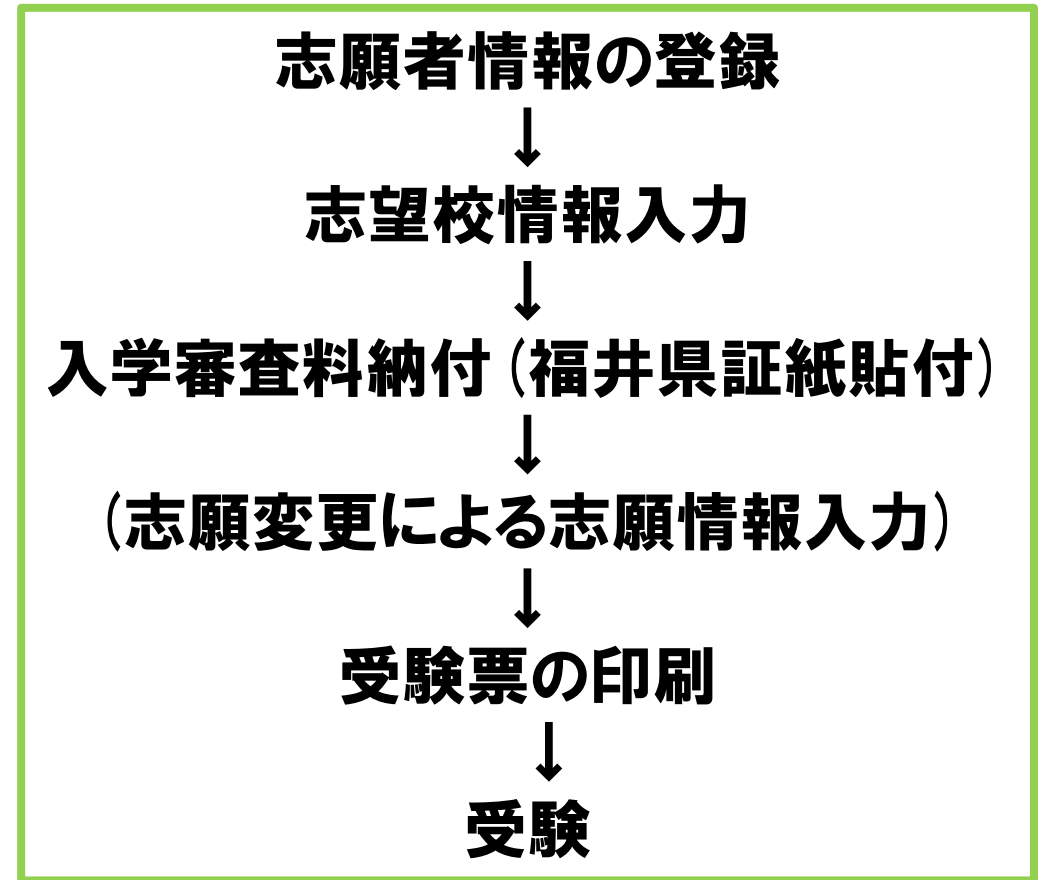 志願者情報の登録
↓
志望校情報入力
↓
入学審査料納付(福井県証紙貼付)
↓
(志願変更による志願情報入力)
↓
受験票の印刷
↓
受験